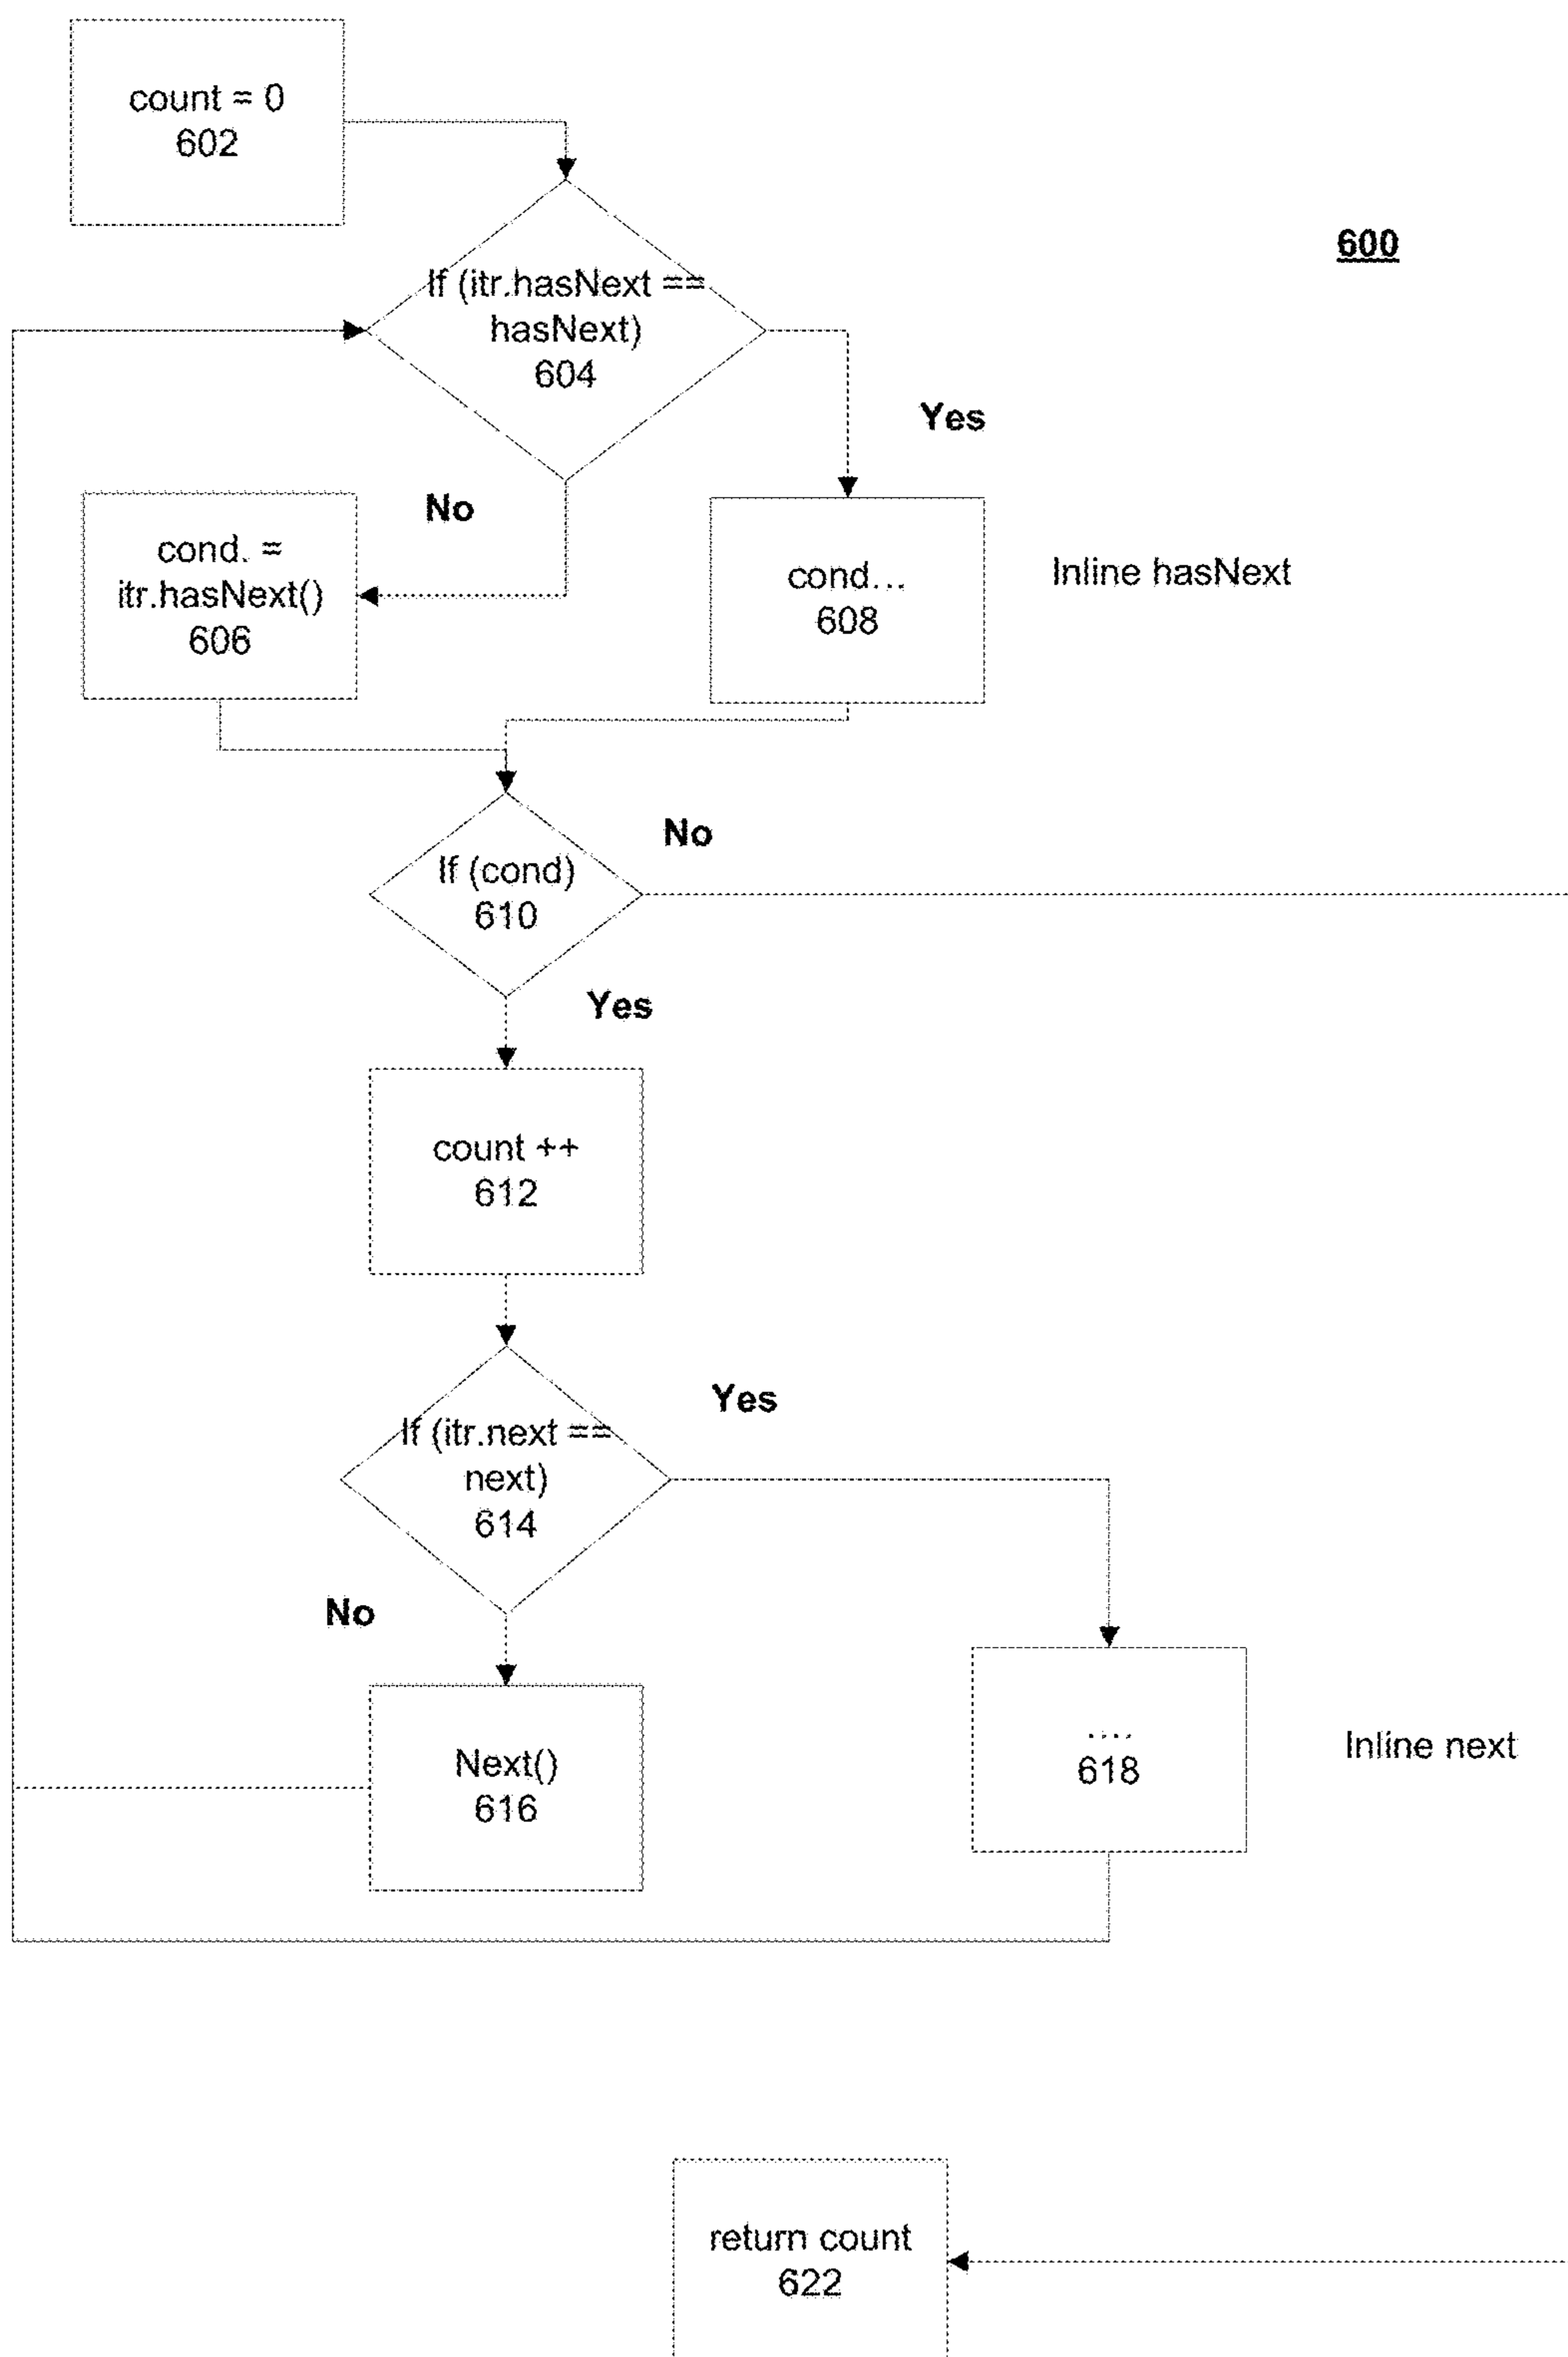 count = 0
602
600
If (itr.hasNext ==
hasNext)
604
Yes
No
cond. =
itr.hasNext()
606
cond...
608
Inline hasNext
No
If (cond)
610
Yes
count ++
612
Yes
If (itr.next ==
next)
614
No
Next()
616
....
618
Inline next
return count
622